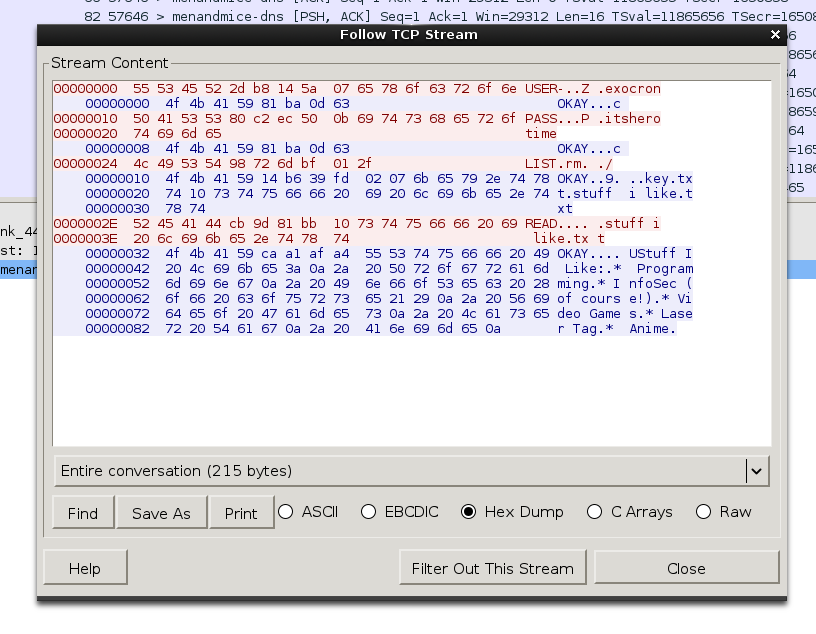 82 57646 > menandmice-dns [PSH, ACK] Seq=1 Ack=1 Win=29312 Len=16 TSval=11865656 TSecr=16508
Follow TCP Stream
Stream Content
00000000 55 53 45 52 2d b8 14 5a 07 65 78 6f 63 72 6f 6e USER-..Z .exocron
00000000 4f 4b 41 59 81 ba 0d 63 OKAY...c
00000010 50 41 53 53 80 c2 ec 50 0b 69 74 73 68 65 72 6f PASS...P .itshero
00000020 74 69 6d 65 time
00000008 4f 4b 41 59 81 ba 0d 63 OKAY...c
00000024 4c 49 53 54 98 72 6d bf 01 2f LIST.rm. ./
00000010 4f 4b 41 59 14 b6 39 fd 02 07 6b 65 79 2e 74 78 OKAY..9. ..key.tx
00000020 74 10 73 74 75 66 66 20 69 20 6c 69 6b 65 2e 74 t.stuff i like.t
00000030 78 74 xt
0000002E 52 45 41 44 cb 9d 81 bb 10 73 74 75 66 66 20 69 READ.... .stuff i
0000003E 20 6c 69 6b 65 2e 74 78 74 like.tx t
00000032 4f 4b 41 59 ca a1 af a4 55 53 74 75 66 66 20 49 OKAY.... UStuff I
00000042 20 4c 69 6b 65 3a 0a 2a 20 50 72 6f 67 72 61 6d Like:.* Program
00000052 6d 69 6e 67 0a 2a 20 49 6e 66 6f 53 65 63 20 28 ming.* I nfoSec (
00000062 6f 66 20 63 6f 75 72 73 65 21 29 0a 2a 20 56 69 of cours e!).* Vi
00000072 64 65 6f 20 47 61 6d 65 73 0a 2a 20 4c 61 73 65 deo Game s.* Lase
00000082 72 20 54 61 67 0a 2a 20 41 6e 69 6d 65 0a r Tag.* Anime.
Entire conversation (215 bytes)
Find
Save As
Print
ASCII
EBCDIC
Hex Dump
C Arrays
Raw
Help
Filter Out This Stream
Close